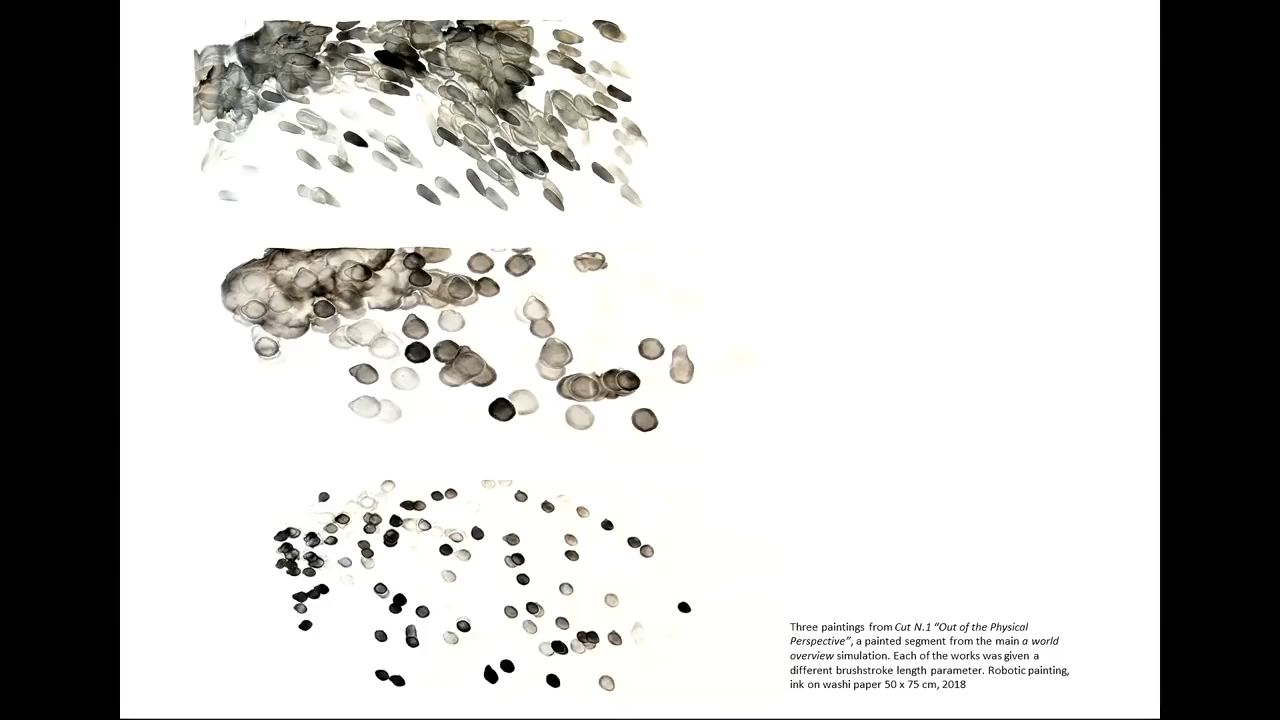 Three paintings from Cut N.1 “Out of the Physical
Perspective”, a painted segment from the main a world
overview simulation. Each of the works was given a
different brushstroke length parameter. Robotic painting,
ink on washi paper 50 x 75 cm, 2018